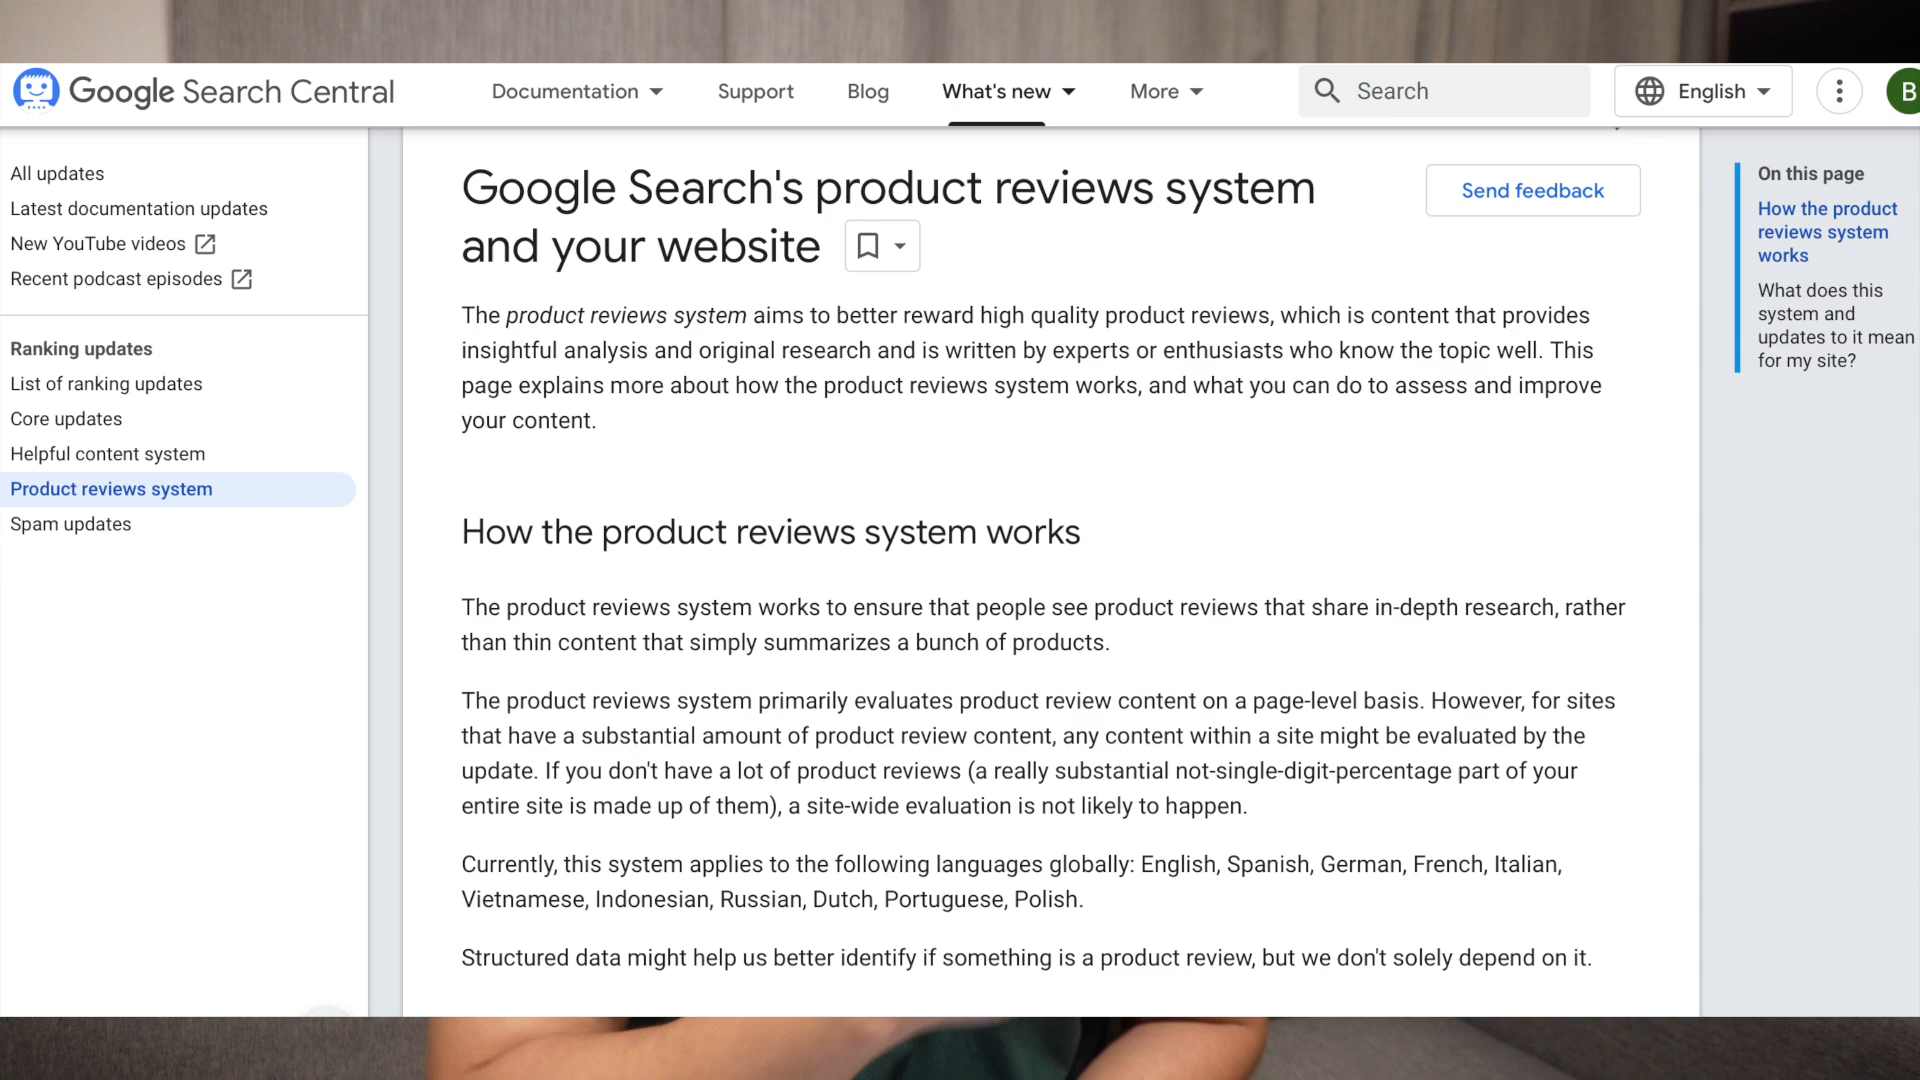 Google Search Central
Documentation
Support
Blog
What's new
More
Search
English
B
All updates
Latest documentation updates
New YouTube videos
Recent podcast episodes
Ranking updates
List of ranking updates
Core updates
Helpful content system
Product reviews system
Spam updates
Google Search's product reviews system
and your website
Send feedback
The product reviews system aims to better reward high quality product reviews, which is content that provides
insightful analysis and original research and is written by experts or enthusiasts who know the topic well. This
page explains more about how the product reviews system works, and what you can do to assess and improve
your content.
How the product reviews system works
The product reviews system works to ensure that people see product reviews that share in-depth research, rather
than thin content that simply summarizes a bunch of products.
The product reviews system primarily evaluates product review content on a page-level basis. However, for sites
that have a substantial amount of product review content, any content within a site might be evaluated by the
update. If you don't have a lot of product reviews (a really substantial not-single-digit-percentage part of your
entire site is made up of them), a site-wide evaluation is not likely to happen.
Currently, this system applies to the following languages globally: English, Spanish, German, French, Italian,
Vietnamese, Indonesian, Russian, Dutch, Portuguese, Polish.
Structured data might help us better identify if something is a product review, but we don't solely depend on it.
On this page
How the product
reviews system
works
What does this
system and
updates to it mean
for my site?